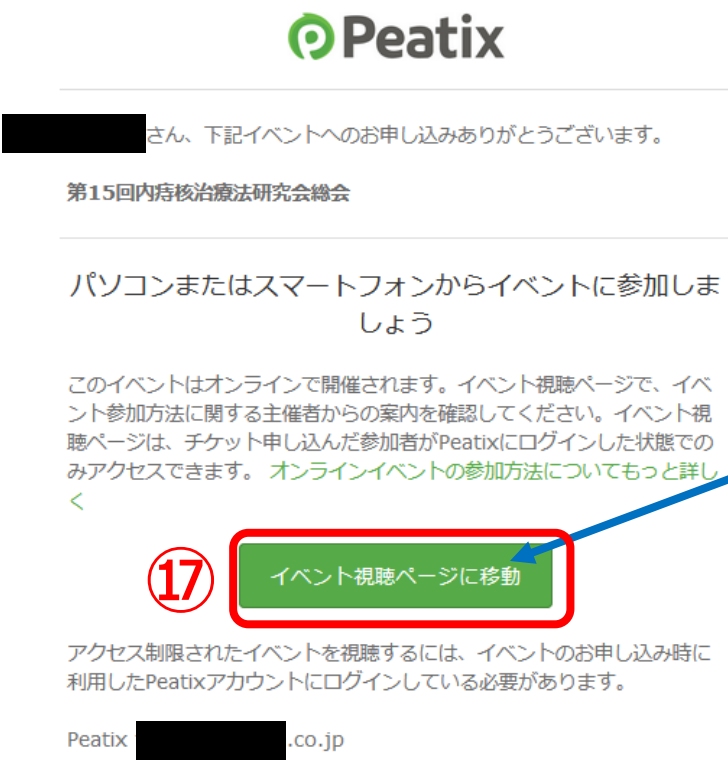 Peatix
さん、下記イベントへのお申し込みありがとうございます。
第15回内痔核治療法研究会総会
パソコンまたはスマートフォンからイベントに参加しま
しょう
このイベントはオンラインで開催されます。イベント視聴ページで、イベ
ント参加方法に関する主催者からの案内を確認してください。イベント視
聴ページは、チケット申し込んだ参加者がPeatixにログインした状態での
みアクセスできます。 オンラインイベントの参加方法についてもっと詳し
く
⑰ イベント視聴ページに移動
アクセス制限されたイベントを視聴するには、イベントのお申し込み時に
利用したPeatixアカウントにログインしている必要があります。
Peatix .co.jp